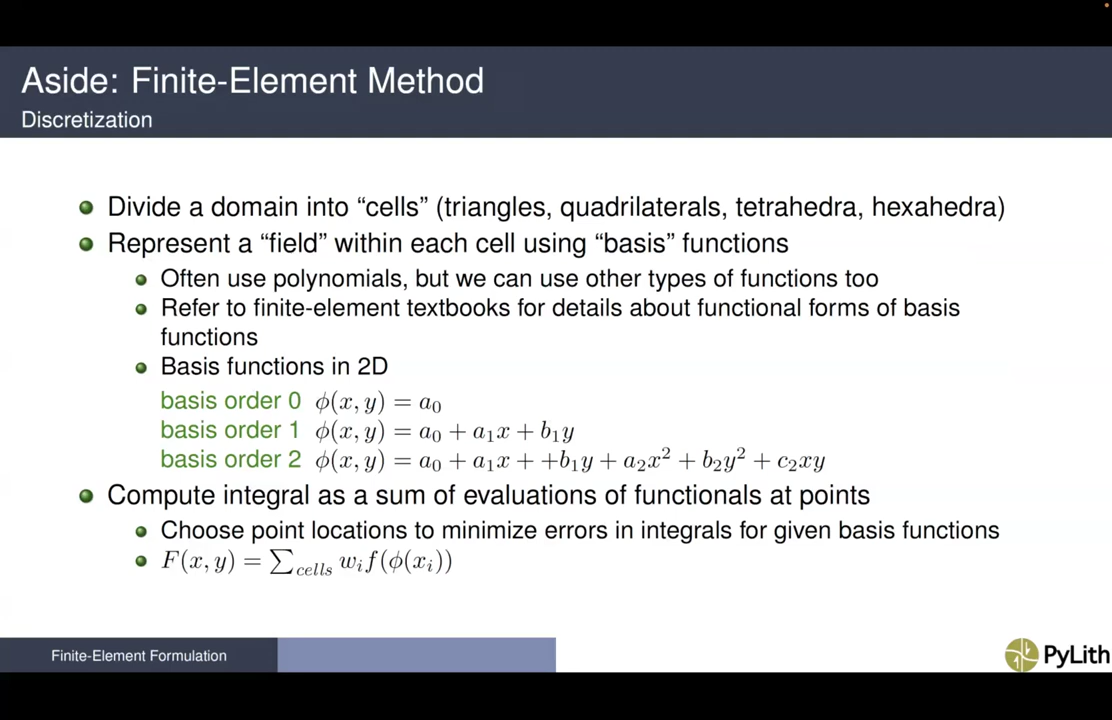 Aside: Finite-Element Method
Discretization
Divide a domain into “cells” (triangles, quadrilaterals, tetrahedra, hexahedra)
Represent a “field” within each cell using “basis” functions
Often use polynomials, but we can use other types of functions too
Refer to finite-element textbooks for details about functional forms of basis
functions
Basis functions in 2D
basis order 0 ϕ(x, y) = a₀
basis order 1 ϕ(x, y) = a₀ + a₁x + b₁y
basis order 2 ϕ(x, y) = a₀ + a₁x + +b₁y + a₂x² + b₂y² + c₂xy
Compute integral as a sum of evaluations of functionals at points
Choose point locations to minimize errors in integrals for given basis functions
F(x, y) = ∑cells wᵢf(ϕ(xᵢ))
Finite-Element Formulation
PyLith